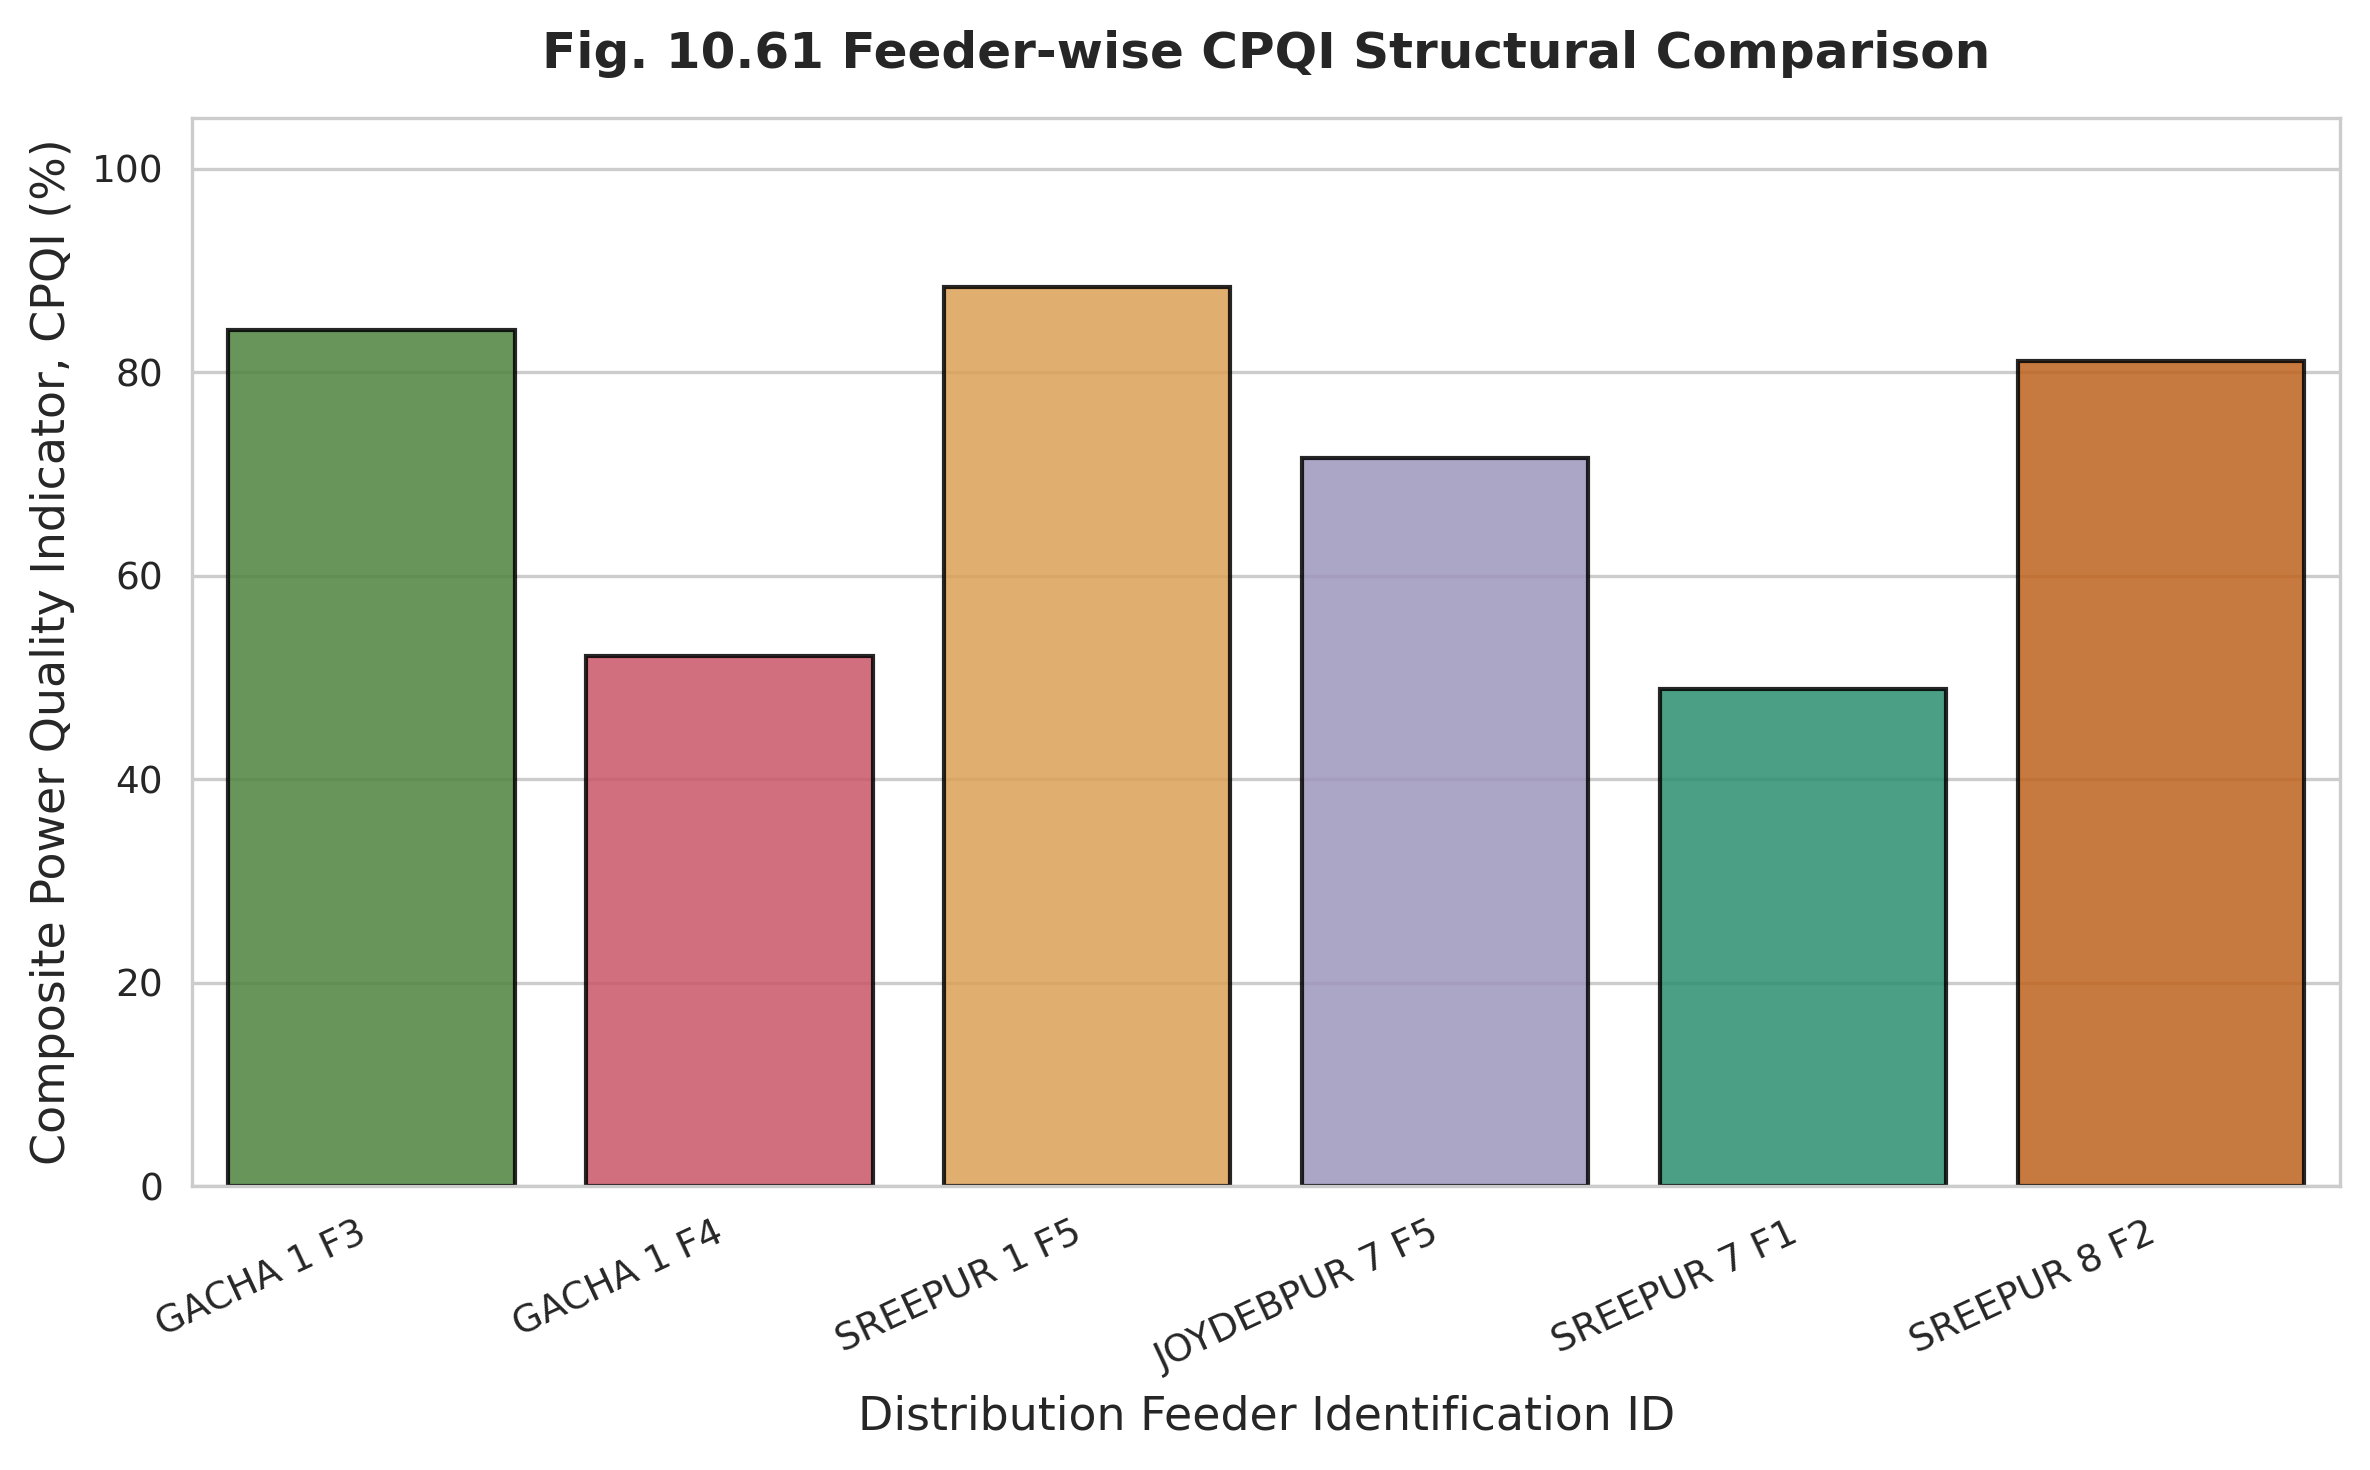 Fig. 10.61 Feeder-wise CPQI Structural Comparison
Composite Power Quality Indicator, CPQI (%)
100
80
60
40
20
0
GACHA 1 F3
GACHA 1 F4
SREEPUR 1 F5
JOYDEBPUR 7 F5
SREEPUR 7 F1
SREEPUR 8 F2
Distribution Feeder Identification ID